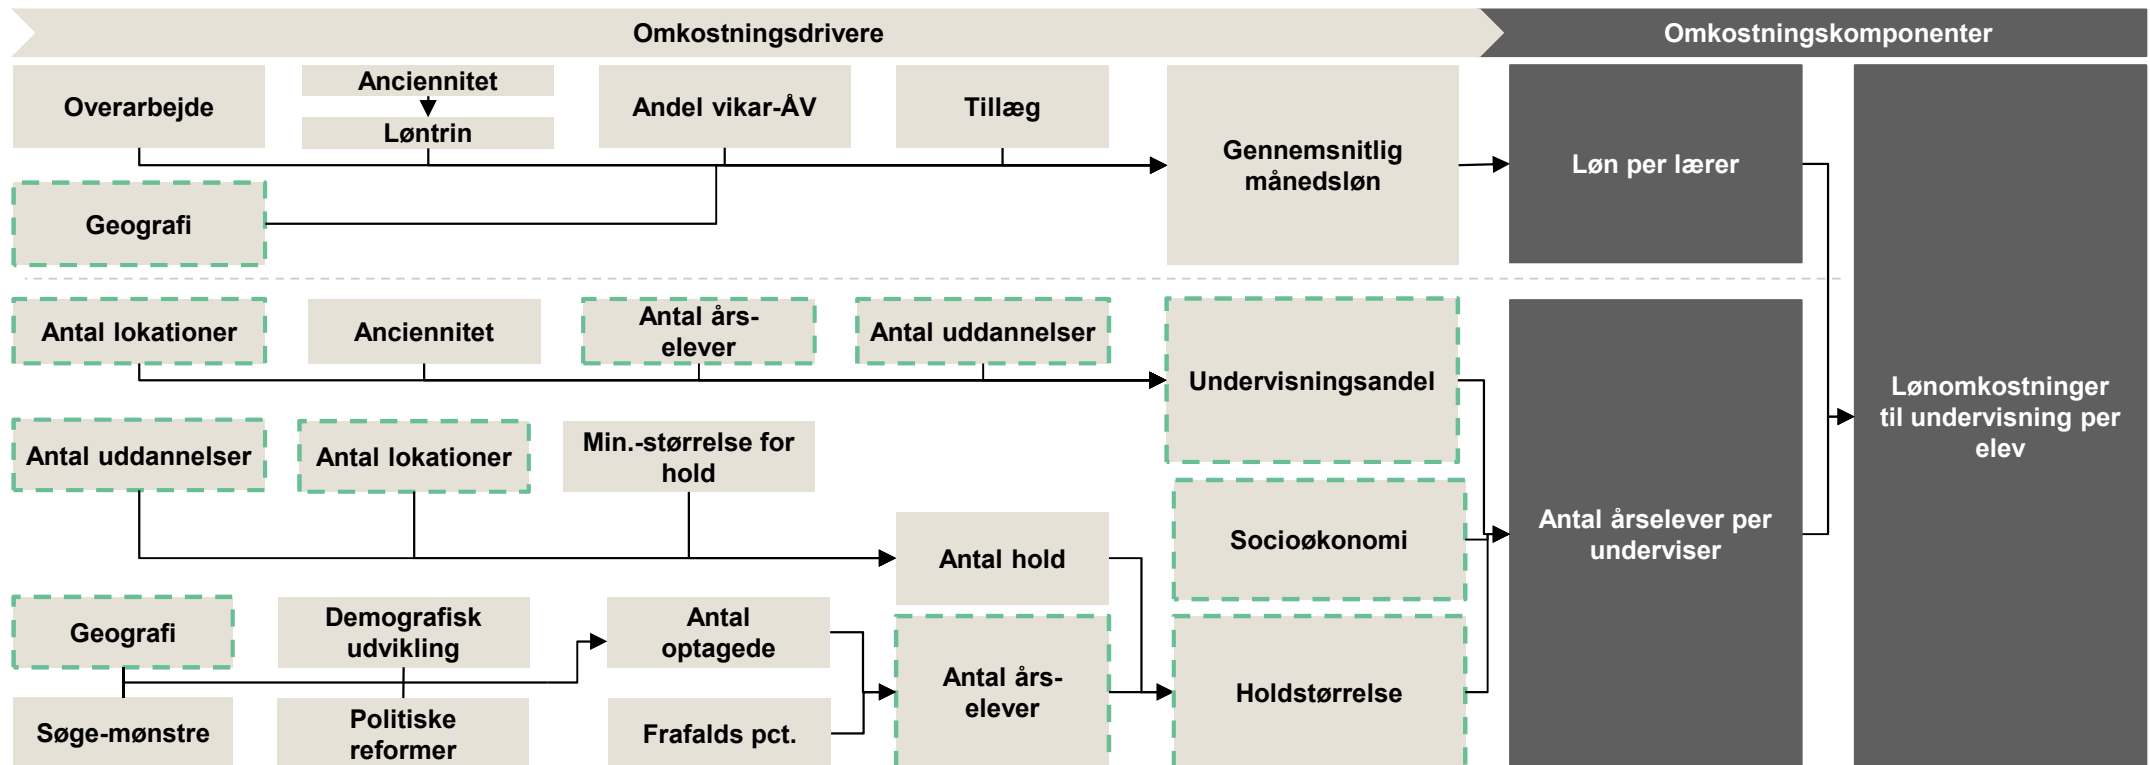 Omkostningsdrivere
Omkostningskomponenter
Overarbejde
Anciennitet
Løntrin
Andel vikar-ÅV
Tillæg
Gennemsnitlig
månedsløn
Løn per lærer
Geografi
Antal lokationer
Anciennitet
Antal års-
elever
Antal uddannelser
Undervisningsandel
Lønomkostninger
til undervisning per
elev
Antal uddannelser
Antal lokationer
Min.-størrelse for
hold
Socioøkonomi
Antal årselever per
underviser
Antal hold
Geografi
Demografisk
udvikling
Antal
optagede
Antal års-
elever
Holdstørrelse
Søge-mønstre
Politiske
reformer
Frafalds pct.